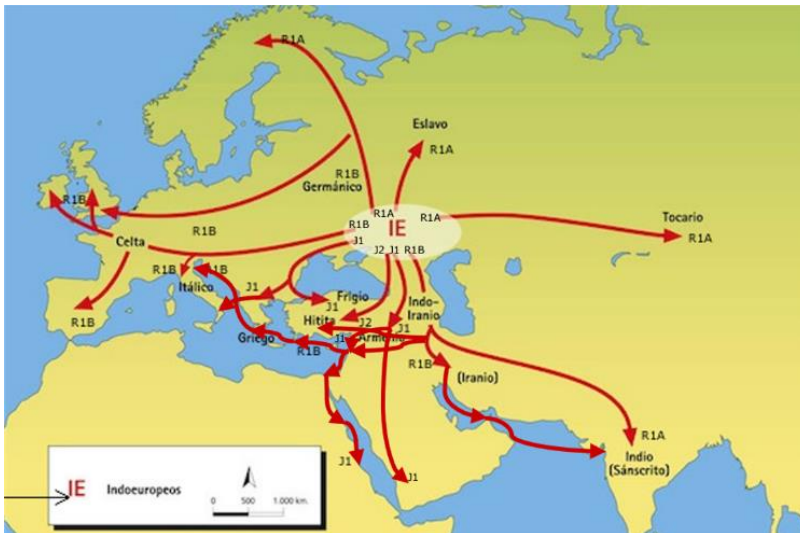 R1A
Eslavo
R1A
R1B
Germánico
R1B
R1A
R1A
Tocario
R1A
R1B
IE
R1B
Celta
J1
J2 J1 R1B
R1B
R1B
Itálico
J1
Frigio
J1
Indo-
Iranio
Hitita
J2
J1
R1B
Griego
J1
Armenio
R1B
R1B
(Iranio)
R1A
Indio
(Sánscrito)
J1
J1
IE Indoeuropeos
0 500 1.000 km.